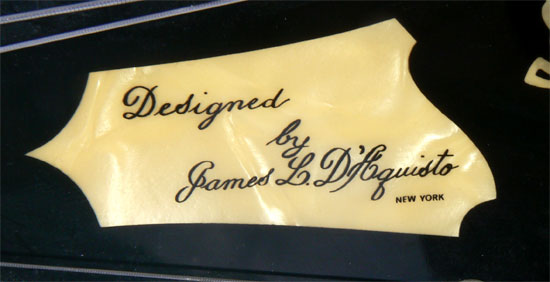 Designed
by
James L. D'Aquisto
NEW YORK